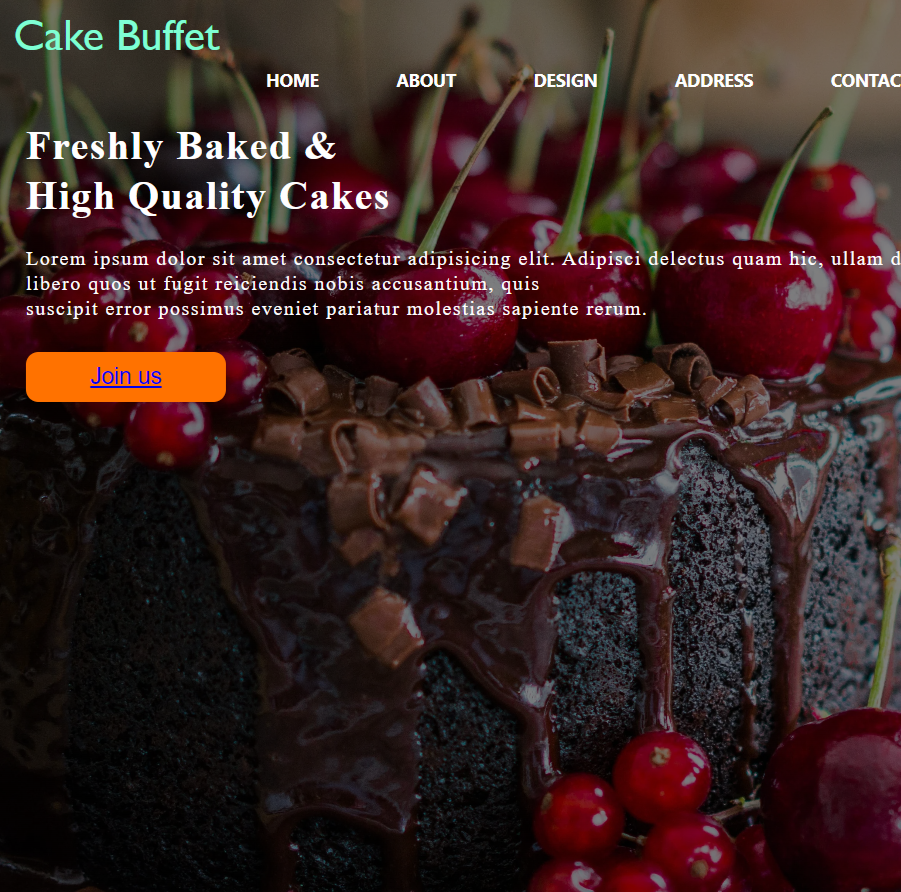 Cake Buffet
HOME ABOUT DESIGN ADDRESS CONTAC
Freshly Baked &
High Quality Cakes
Lorem ipsum dolor sit amet consectetur adipisicing elit. Adipisci delectus quam hic, ullam d
libero quos ut fugit reiciendis nobis accusantium, quis
suscipit error possimus eveniet pariatur molestias sapiente rerum.
Join us